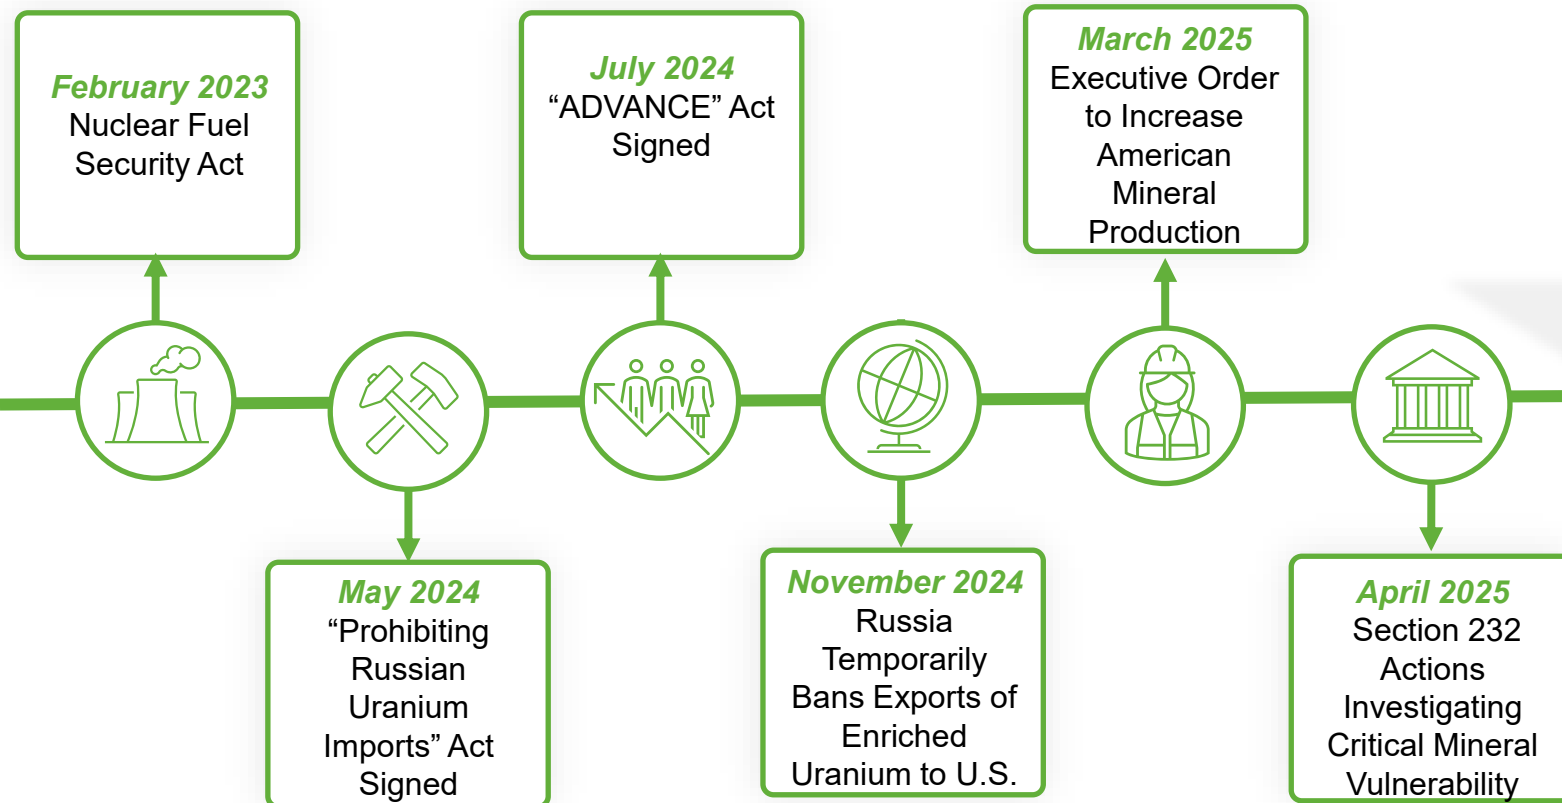 February 2023
Nuclear Fuel
Security Act
May 2024
“Prohibiting
Russian
Uranium
Imports” Act
Signed
July 2024
“ADVANCE” Act
Signed
November 2024
Russia
Temporarily
Bans Exports of
Enriched
Uranium to U.S.
March 2025
Executive Order
to Increase
American
Mineral
Production
April 2025
Section 232
Actions
Investigating
Critical Mineral
Vulnerability